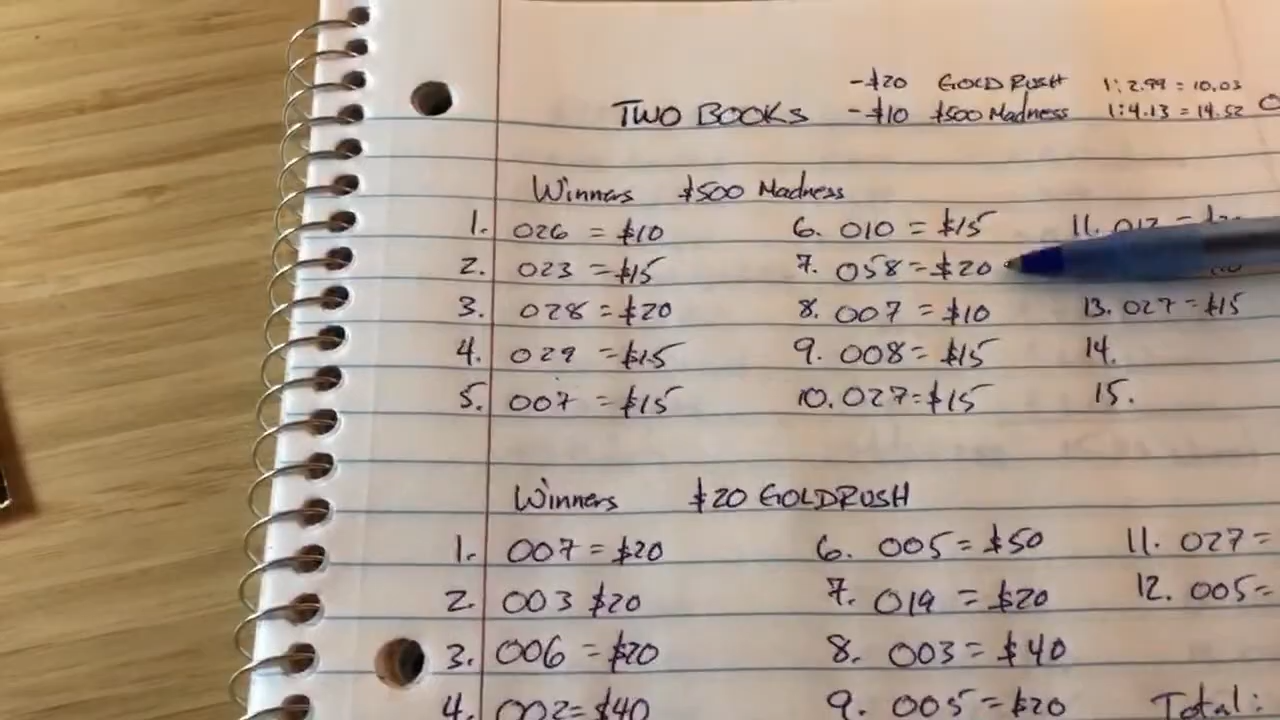 -$20 GOLD RUSH 1:2.99 = 10.03
TWO BOOKS -$10 $500 Madness 1:4.13 = 14.52
Winners $500 Madness
1. 026 = $10 6. 010 = $15 11.
2. 023 = $15 7. 058 = $20
3. 028 = $20 8. 007 = $10 13. 027 = $15
4. 029 = $15 9. 008 = $15 14.
5. 007 = $15 10. 027 = $15 15.
Winners $20 GOLDRUSH
1. 007 = $20 6. 005 = $50 11. 027 =
2. 003 $20 7. 019 = $20 12. 005 =
3. 006 = $20 8. 003 = $40
4. 002 = $40 9. 005 = $20 Total: